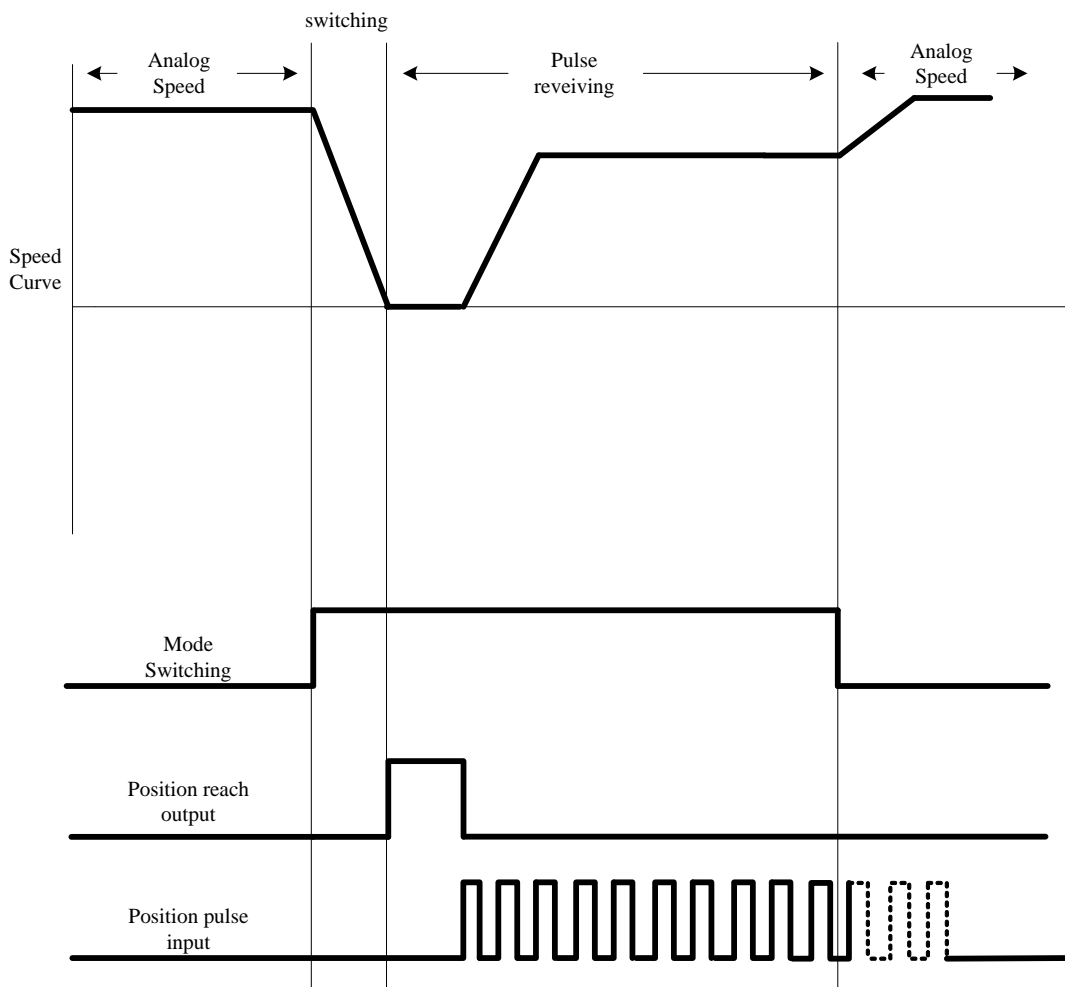 switching
Analog
Speed
Pulse
reveiving
Analog
Speed
Speed
Curve
Mode
Switching
Position reach
output
Position pulse
input